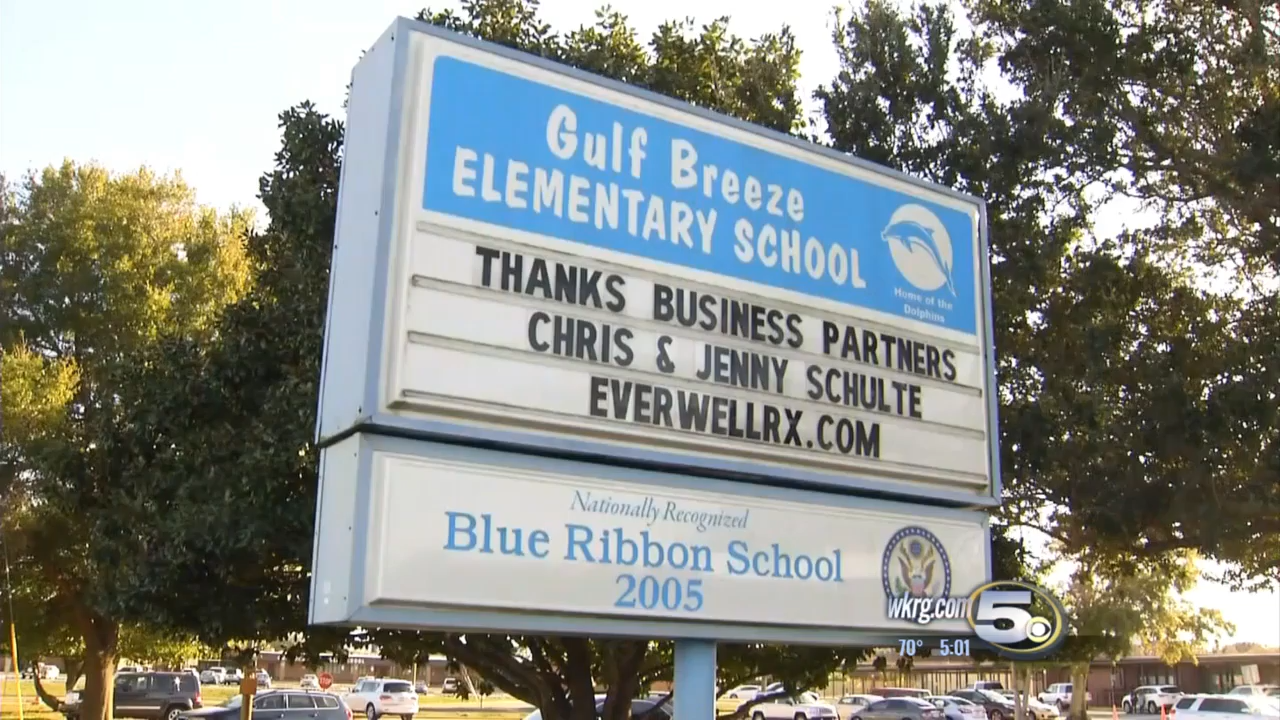 Gulf Breeze
ELEMENTARY SCHOOL
Home of the
Dolphins
THANKS BUSINESS PARTNERS
CHRIS & JENNY SCHULTE
EVERWELLRX.COM
Nationally Recognized
Blue Ribbon School
2005
wkrg.com 5
70° 5:01